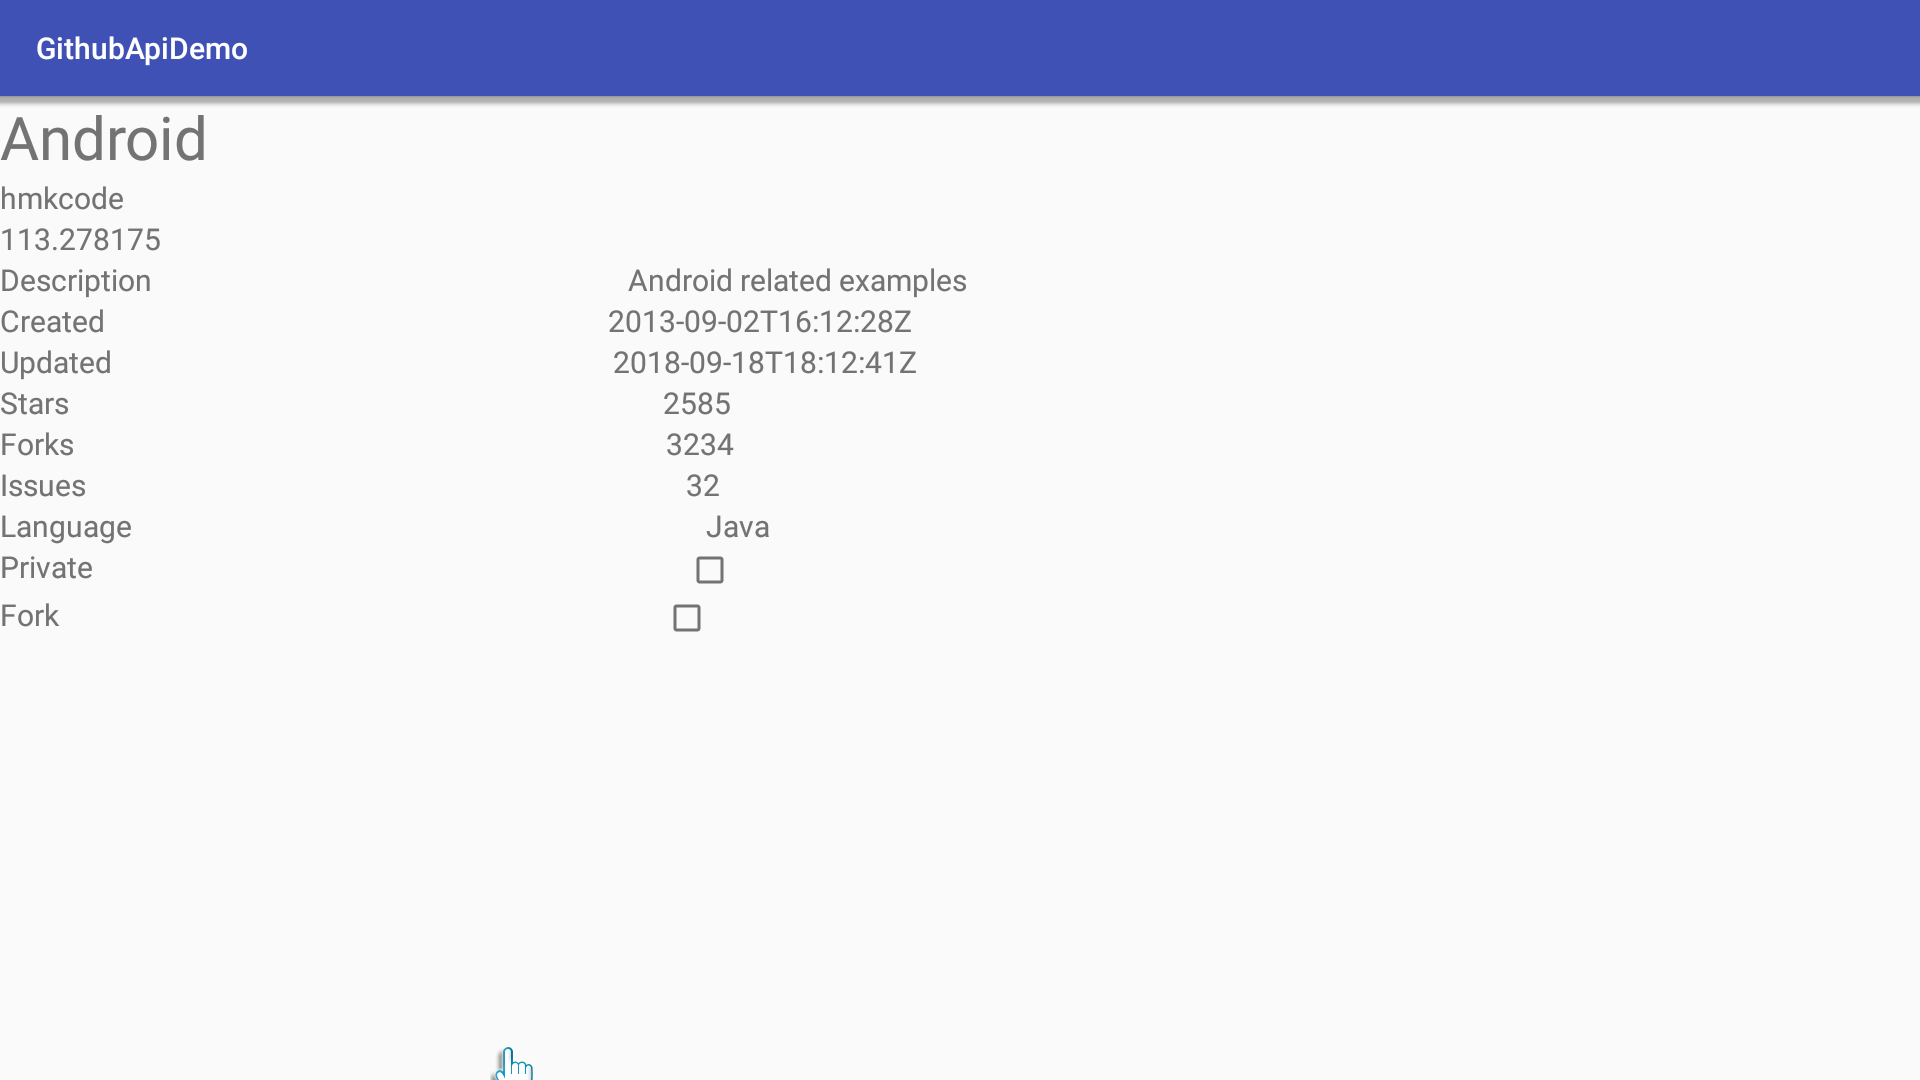 GithubApiDemo
Android
hmkcode
113.278175
Description Android related examples
Created 2013-09-02T16:12:28Z
Updated 2018-09-18T18:12:41Z
Stars 2585
Forks 3234
Issues 32
Language Java
Private
Fork